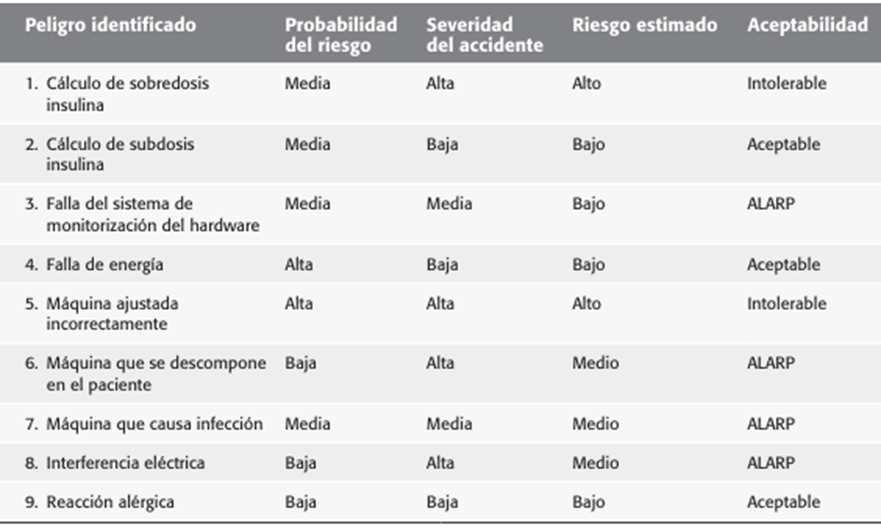 Peligro identificado Probabilidad del riesgo Severidad del accidente Riesgo estimado Aceptabilidad
1. Cálculo de sobredosis insulina Media Alta Alto Intolerable
2. Cálculo de subdosis insulina Media Baja Bajo Aceptable
3. Falla del sistema de monitorización del hardware Media Media Bajo ALARP
4. Falla de energía Alta Baja Bajo Aceptable
5. Máquina ajustada incorrectamente Alta Alta Alto Intolerable
6. Máquina que se descompone en el paciente Baja Alta Medio ALARP
7. Máquina que causa infección Media Media Medio ALARP
8. Interferencia eléctrica Baja Alta Medio ALARP
9. Reacción alérgica Baja Baja Bajo Aceptable